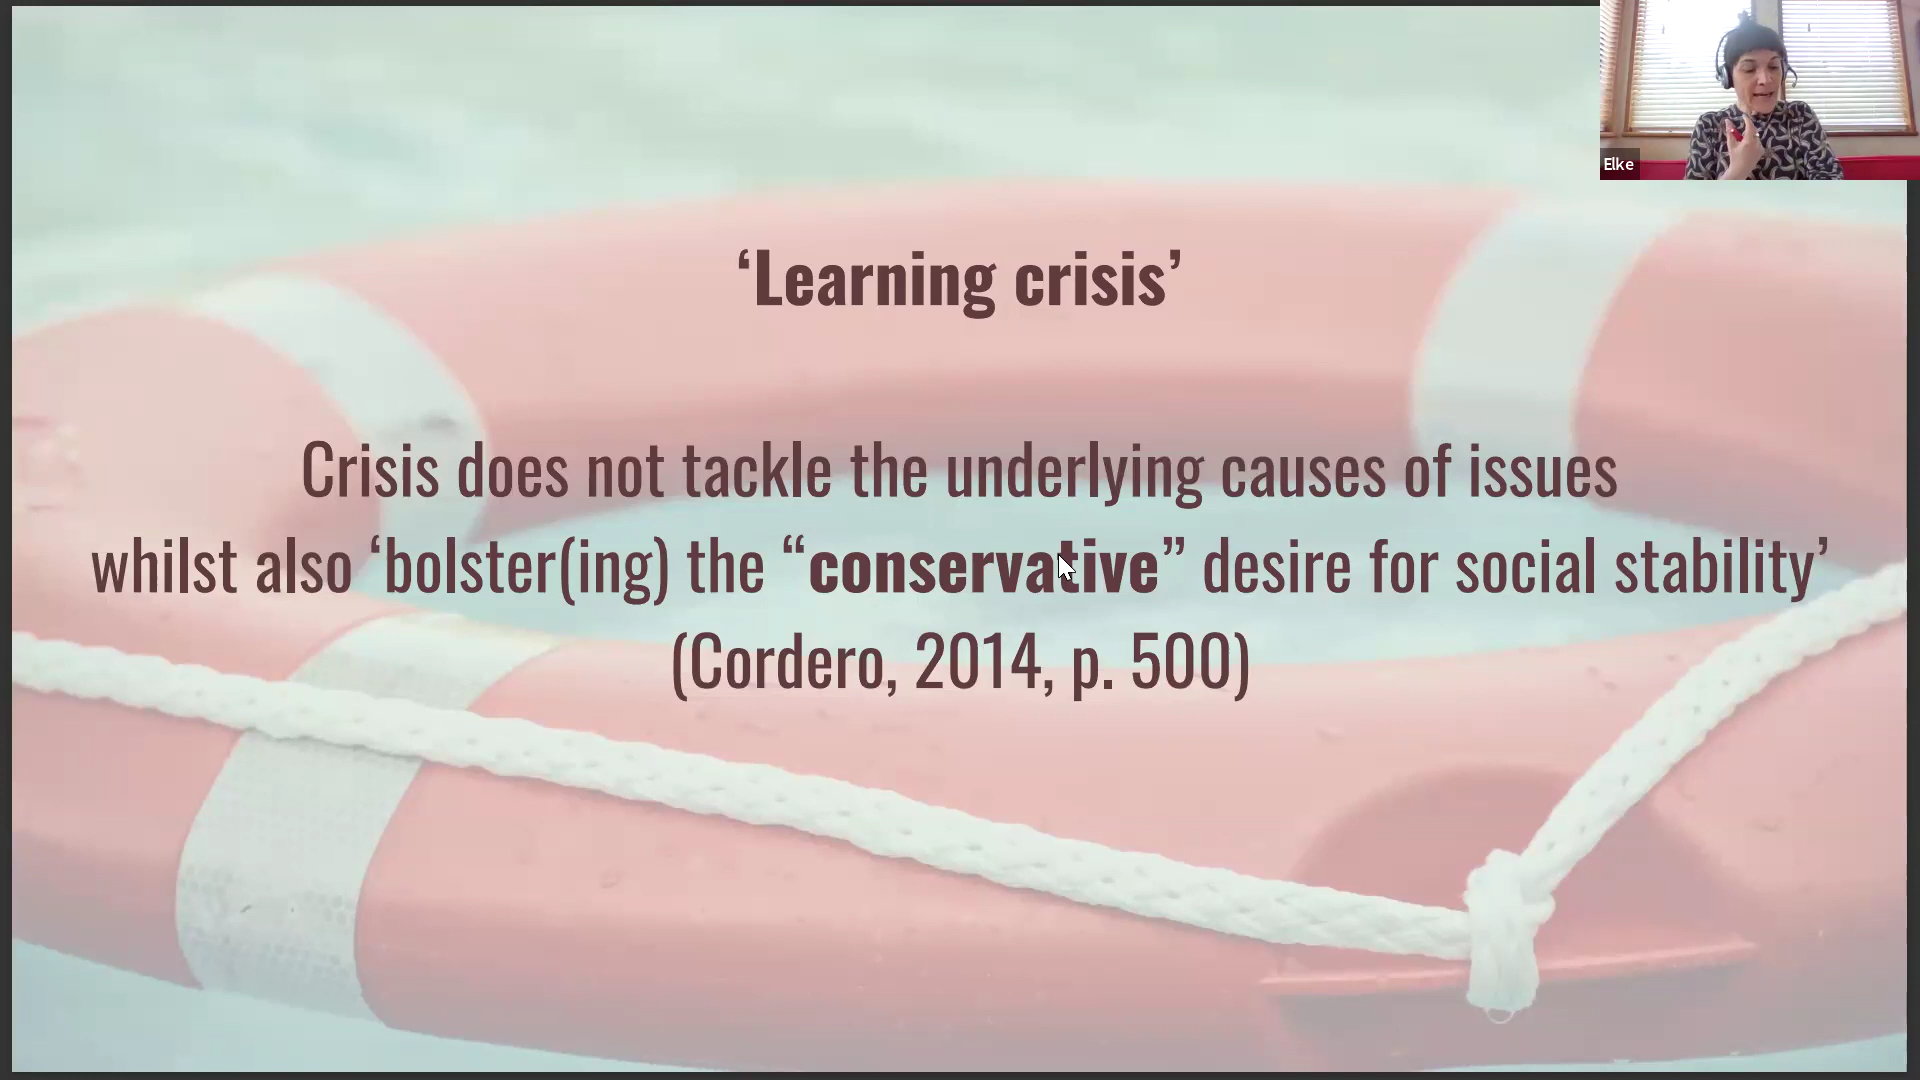 Elke
‘Learning crisis’
Crisis does not tackle the underlying causes of issues
whilst also ‘bolster(ing) the “conservative” desire for social stability’
(Cordero, 2014, p. 500)